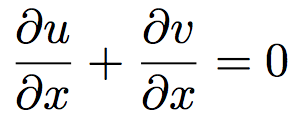 ∂u/∂x + ∂v/∂x = 0